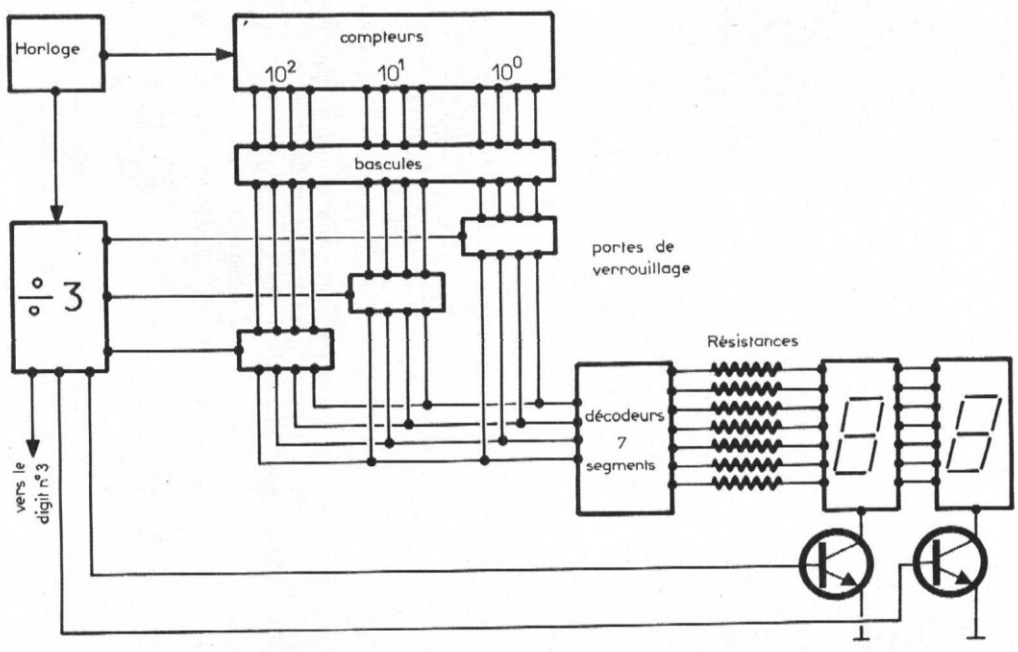 Horloge
compteurs
10² 10¹ 10⁰
bascules
portes de
verrouillage
÷ 3
Résistances
décodeurs
7
segments
vers le
digit n° 3